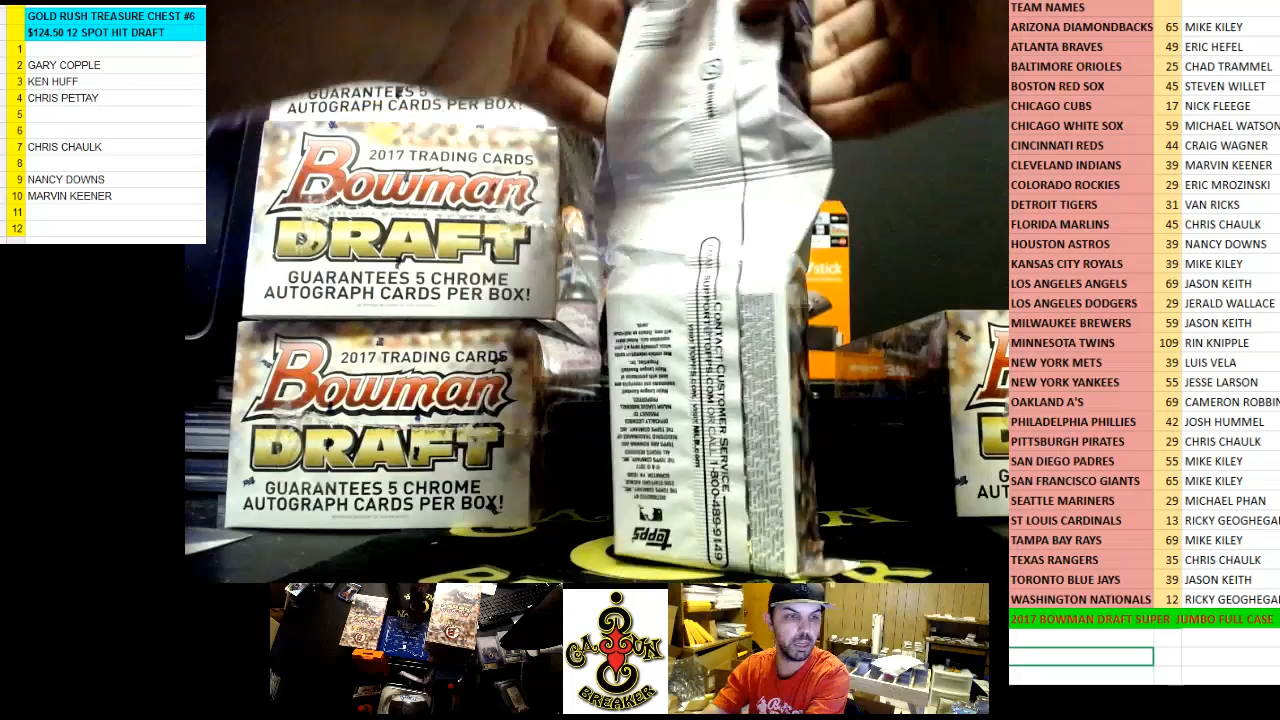 GOLD RUSH TREASURE CHEST #6
$124.50 12 SPOT HIT DRAFT
1
2 GARY COPPLE
3 KEN HUFF
4 CHRIS PETTAY
5
6
7 CHRIS CHAULK
8
9 NANCY DOWNS
10 MARVIN KEENER
11
12
GUARANTEES 5 CHROME
AUTOGRAPH CARDS PER BOX!
2017 TRADING CARDS
Bowman
DRAFT
GUARANTEES 5 CHROME
AUTOGRAPH CARDS PER BOX!
2017 TRADING CARDS
Bowman
DRAFT
GUARANTEES 5 CHROME
AUTOGRAPH CARDS PER BOX!
CONTACT CUSTOMER SERVICE
OR CALL 1-800-489-9149
topps
stick
B
AUT
CAJUN
BREAKER
TEAM NAMES
ARIZONA DIAMONDBACKS 65 MIKE KILEY
ATLANTA BRAVES 49 ERIC HEFEL
BALTIMORE ORIOLES 25 CHAD TRAMMEL
BOSTON RED SOX 45 STEVEN WILLET
CHICAGO CUBS 17 NICK FLEEGE
CHICAGO WHITE SOX 59 MICHAEL WATSON
CINCINNATI REDS 44 CRAIG WAGNER
CLEVELAND INDIANS 39 MARVIN KEENER
COLORADO ROCKIES 29 ERIC MROZINSKI
DETROIT TIGERS 31 VAN RICKS
FLORIDA MARLINS 45 CHRIS CHAULK
HOUSTON ASTROS 39 NANCY DOWNS
KANSAS CITY ROYALS 39 MIKE KILEY
LOS ANGELES ANGELS 69 JASON KEITH
LOS ANGELES DODGERS 29 JERALD WALLACE
MILWAUKEE BREWERS 59 JASON KEITH
MINNESOTA TWINS 109 RIN KNIPPLE
NEW YORK METS 39 LUIS VELA
NEW YORK YANKEES 55 JESSE LARSON
OAKLAND A'S 69 CAMERON ROBBIN
PHILADELPHIA PHILLIES 42 JOSH HUMMEL
PITTSBURGH PIRATES 29 CHRIS CHAULK
SAN DIEGO PADRES 55 MIKE KILEY
SAN FRANCISCO GIANTS 65 MIKE KILEY
SEATTLE MARINERS 29 MICHAEL PHAN
ST LOUIS CARDINALS 13 RICKY GEOGHEGA
TAMPA BAY RAYS 69 MIKE KILEY
TEXAS RANGERS 35 CHRIS CHAULK
TORONTO BLUE JAYS 39 JASON KEITH
WASHINGTON NATIONALS 12 RICKY GEOGHEGA
2017 BOWMAN DRAFT SUPER JUMBO FULL CASE